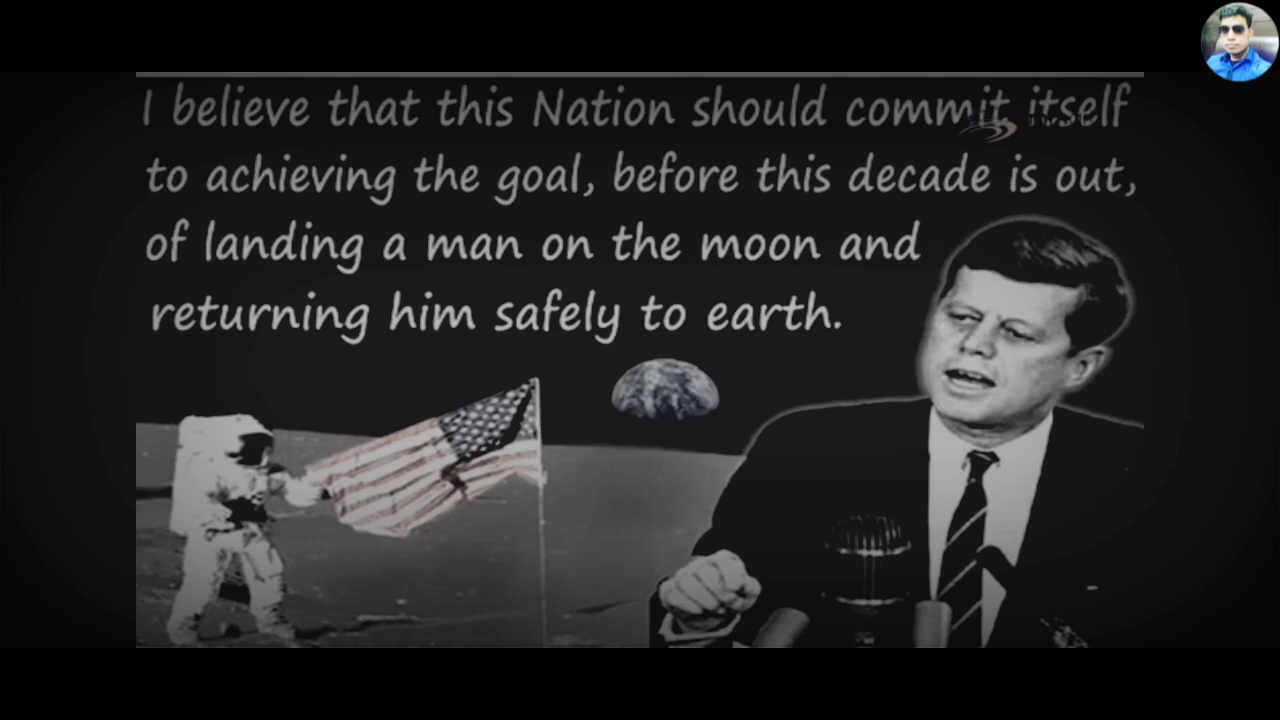 I believe that this Nation should commit itself
to achieving the goal, before this decade is out,
of landing a man on the moon and
returning him safely to earth.